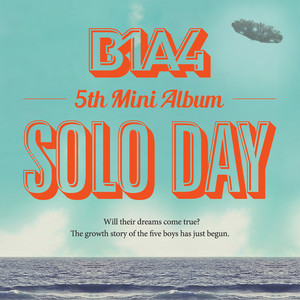 B1A4
5th Mini Album
SOLO DAY
Will their dreams come true?
The growth story of the five boys has just begun.